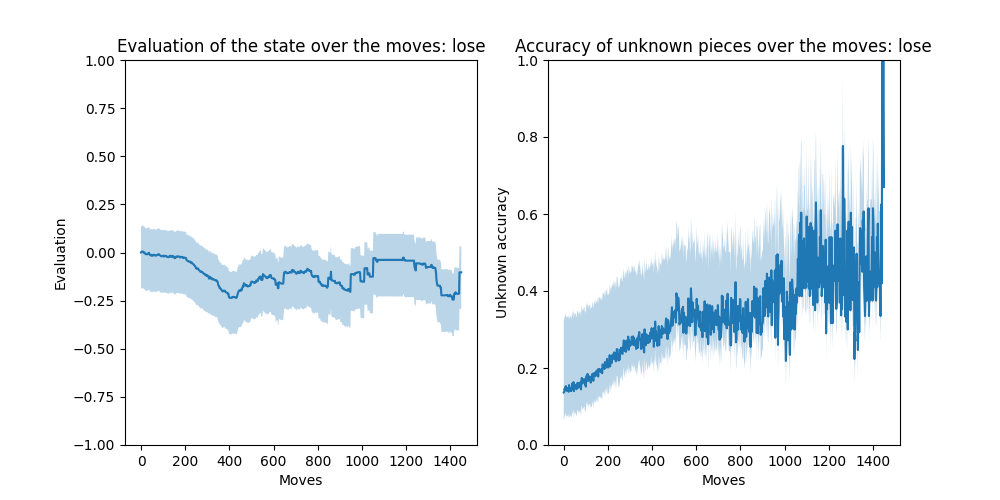 Evaluation of the state over the moves: lose
1.00
0.75
0.50
0.25
0.00
−0.25
−0.50
−0.75
−1.00
Evaluation
0 200 400 600 800 1000 1200 1400
Moves
Accuracy of unknown pieces over the moves: lose
1.0
0.8
0.6
0.4
0.2
0.0
Unknown accuracy
0 200 400 600 800 1000 1200 1400
Moves